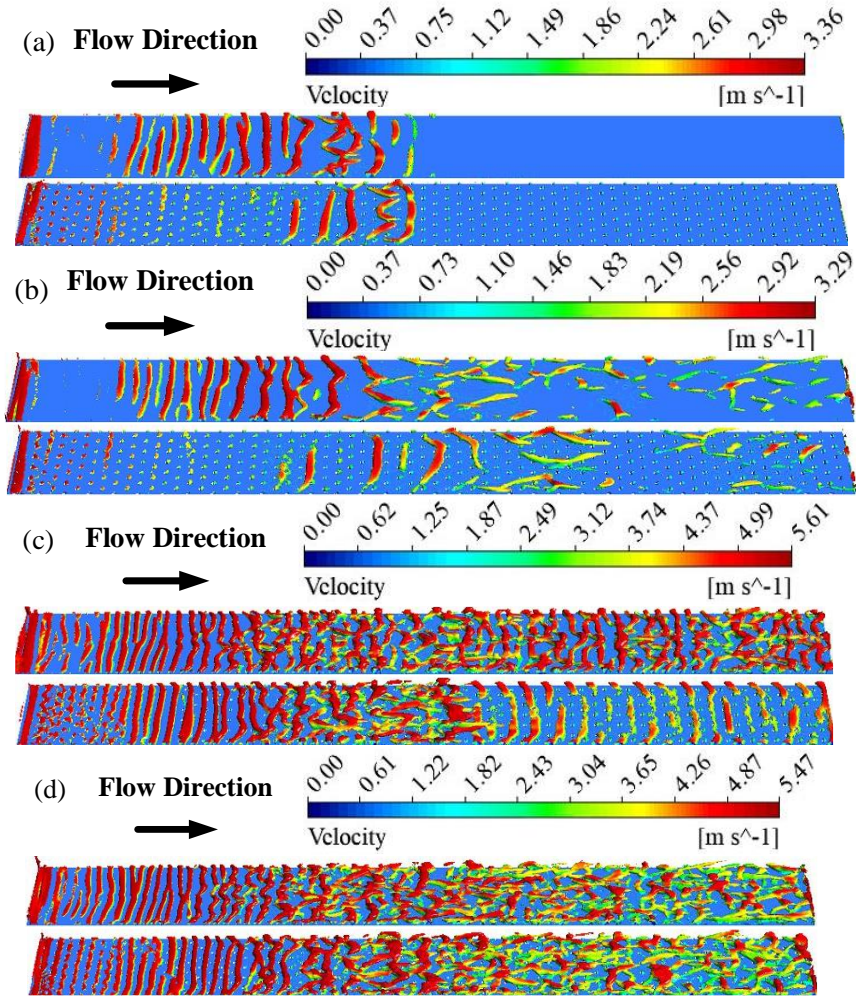 (a) Flow Direction
0.00 0.37 0.75 1.12 1.49 1.86 2.24 2.61 2.98 3.36
Velocity [m s^-1]
(b) Flow Direction
0.00 0.37 0.73 1.10 1.46 1.83 2.19 2.56 2.92 3.29
Velocity [m s^-1]
(c) Flow Direction
0.00 0.62 1.25 1.87 2.49 3.12 3.74 4.37 4.99 5.61
Velocity [m s^-1]
(d) Flow Direction
0.00 0.61 1.22 1.82 2.43 3.04 3.65 4.26 4.87 5.47
Velocity [m s^-1]